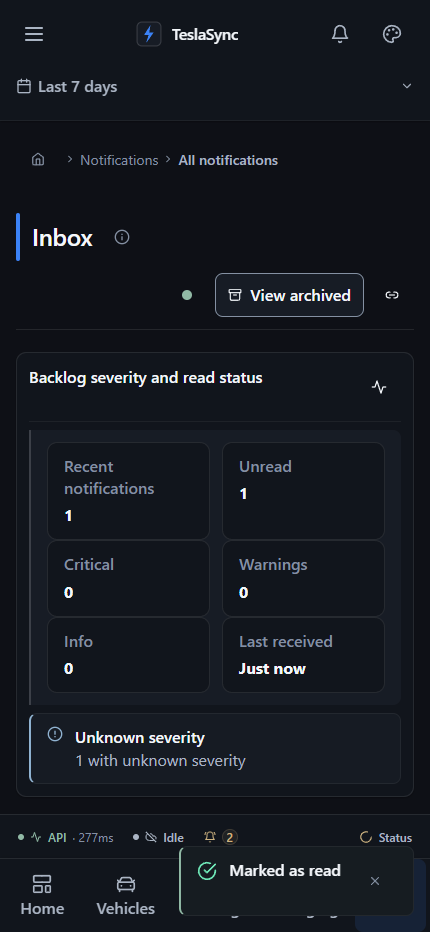 TeslaSync
Last 7 days
Notifications
All notifications
Inbox
View archived
Backlog severity and read status
Recent
notifications
1
Unread
1
Critical
0
Warnings
0
Info
0
Last received
Just now
Unknown severity
1 with unknown severity
API · 277ms
Idle
2
Status
Marked as read
Home
Vehicles